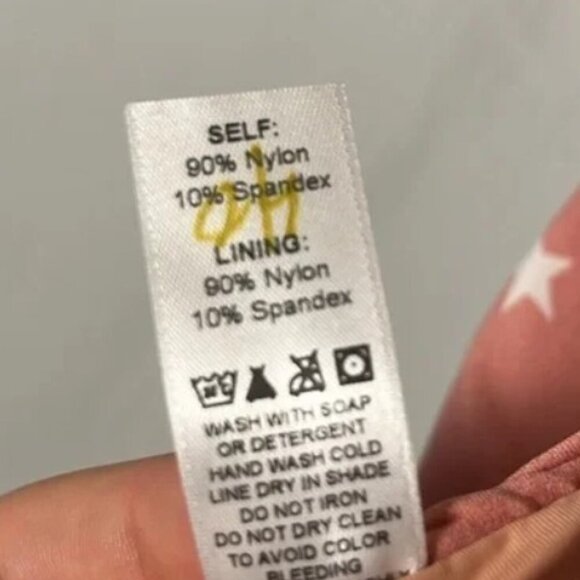 SELF:
90% Nylon
10% Spandex
LINING:
90% Nylon
10% Spandex
WASH WITH SOAP
OR DETERGENT
HAND WASH COLD
LINE DRY IN SHADE
DO NOT IRON
DO NOT DRY CLEAN
TO AVOID COLOR
BLEEDING